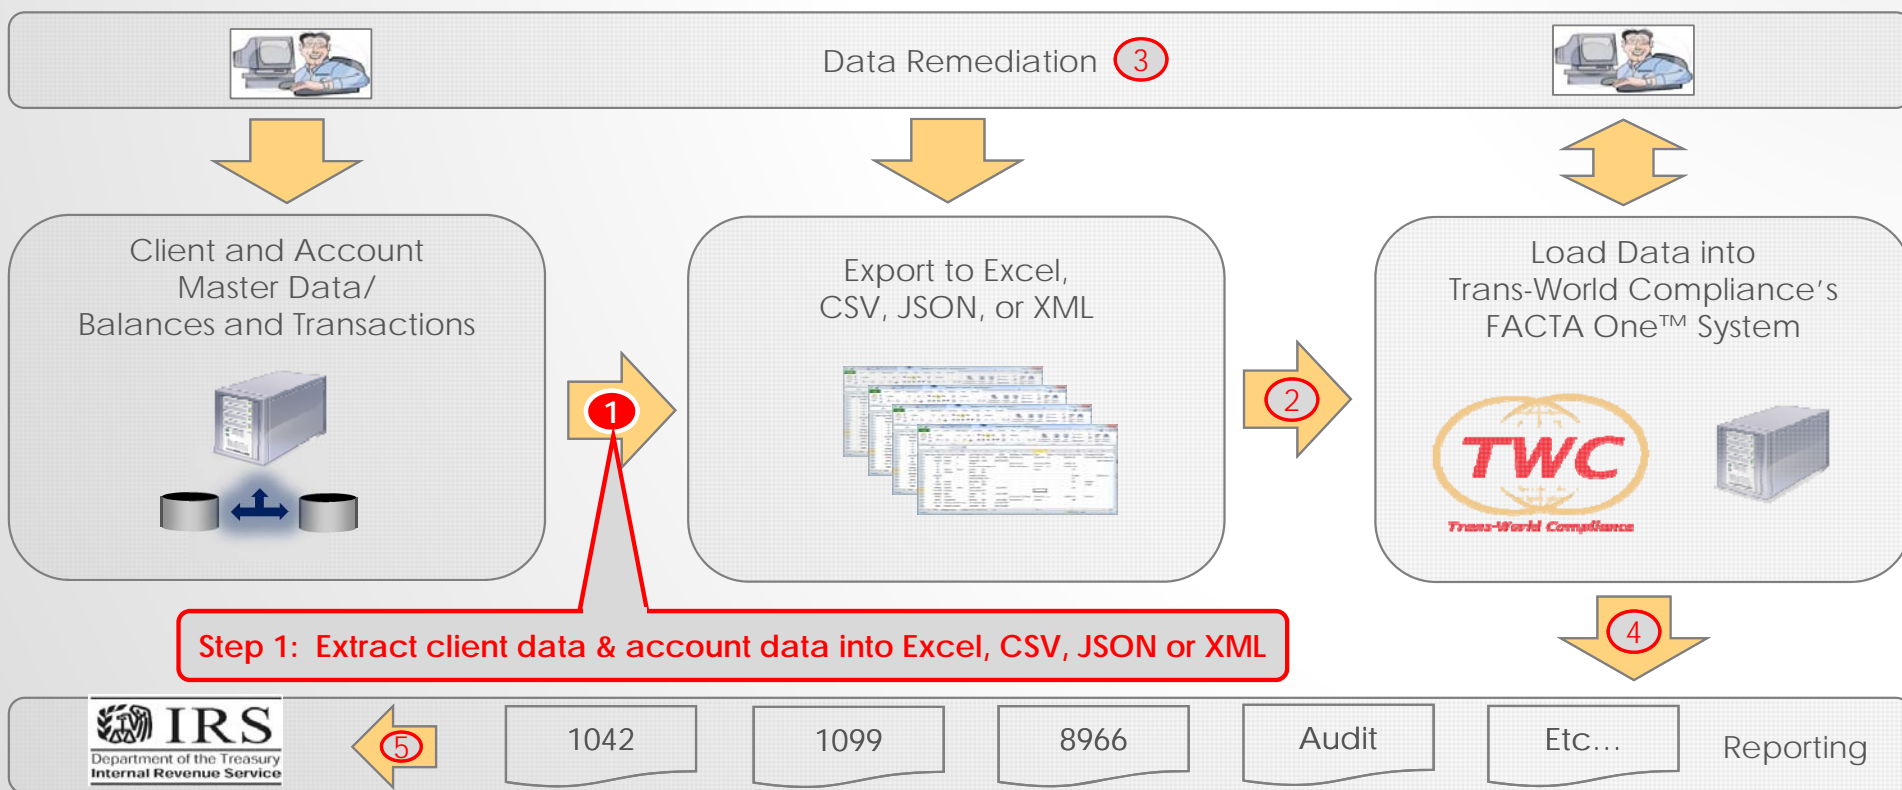 Data Remediation 3
Client and Account
Master Data/
Balances and Transactions
1
Export to Excel,
CSV, JSON, or XML
2
Load Data into
Trans-World Compliance’s
FACTA One™ System
TWC
Trans-World Compliance
Step 1: Extract client data & account data into Excel, CSV, JSON or XML
4
IRS
Department of the Treasury
Internal Revenue Service
5
1042
1099
8966
Audit
Etc...
Reporting